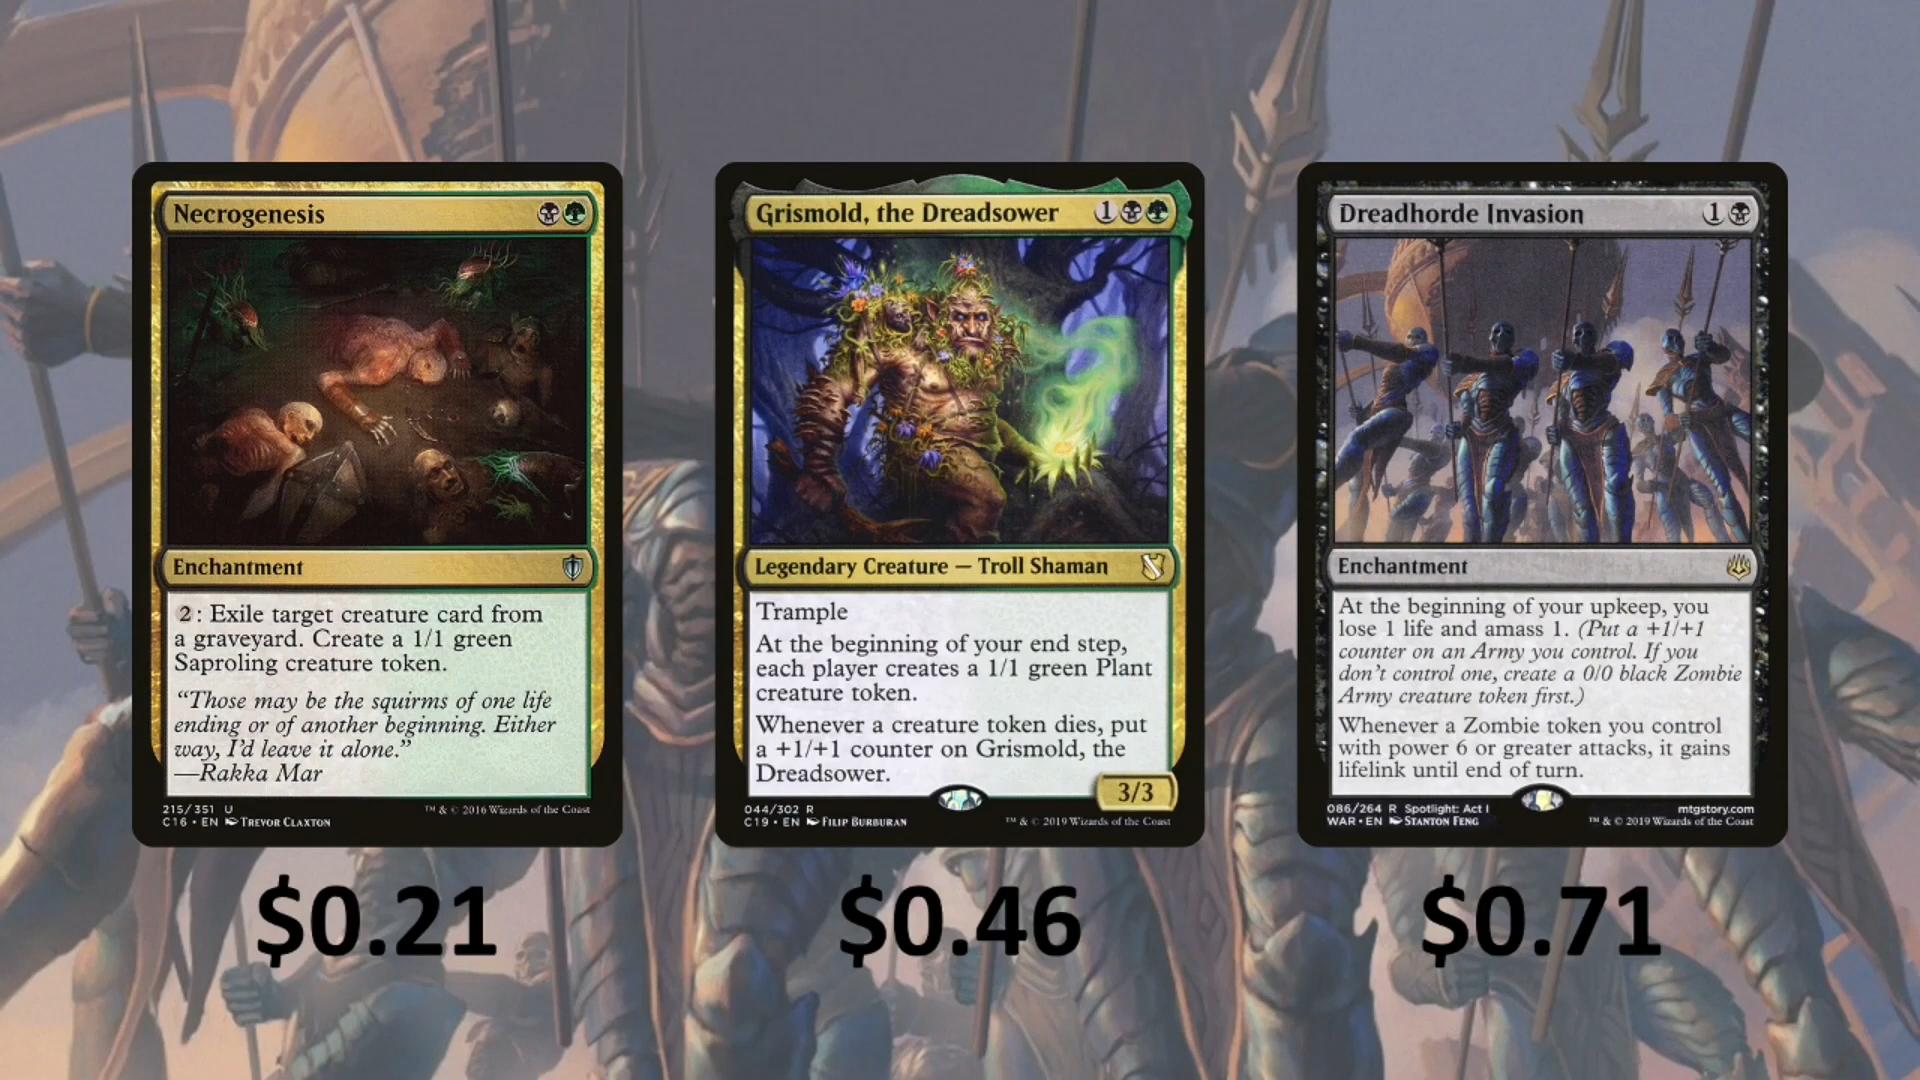 Necrogenesis
Enchantment
2: Exile target creature card from
a graveyard. Create a 1/1 green
Saproling creature token.
“Those may be the squirms of one life
ending or of another beginning. Either
way, I’d leave it alone.”
—Rakka Mar
215/351 U
C16 • EN TREVOR CLAXTON
™ & © 2016 Wizards of the Coast
$0.21
Grismold, the Dreadsower 1
Legendary Creature — Troll Shaman
Trample
At the beginning of your end step,
each player creates a 1/1 green Plant
creature token.
Whenever a creature token dies, put
a +1/+1 counter on Grismold, the
Dreadsower.
3/3
044/302 R
C19 • EN FILIP BURBURAN
™ & © 2019 Wizards of the Coast
$0.46
Dreadhorde Invasion 1
Enchantment
At the beginning of your upkeep, you
lose 1 life and amass 1. (Put a +1/+1
counter on an Army you control. If you
don’t control one, create a 0/0 black Zombie
Army creature token first.)
Whenever a Zombie token you control
with power 6 or greater attacks, it gains
lifelink until end of turn.
086/264 R Spotlight: Act I
WAR • EN STANTON FENG
mtgstory.com
™ & © 2019 Wizards of the Coast
$0.71